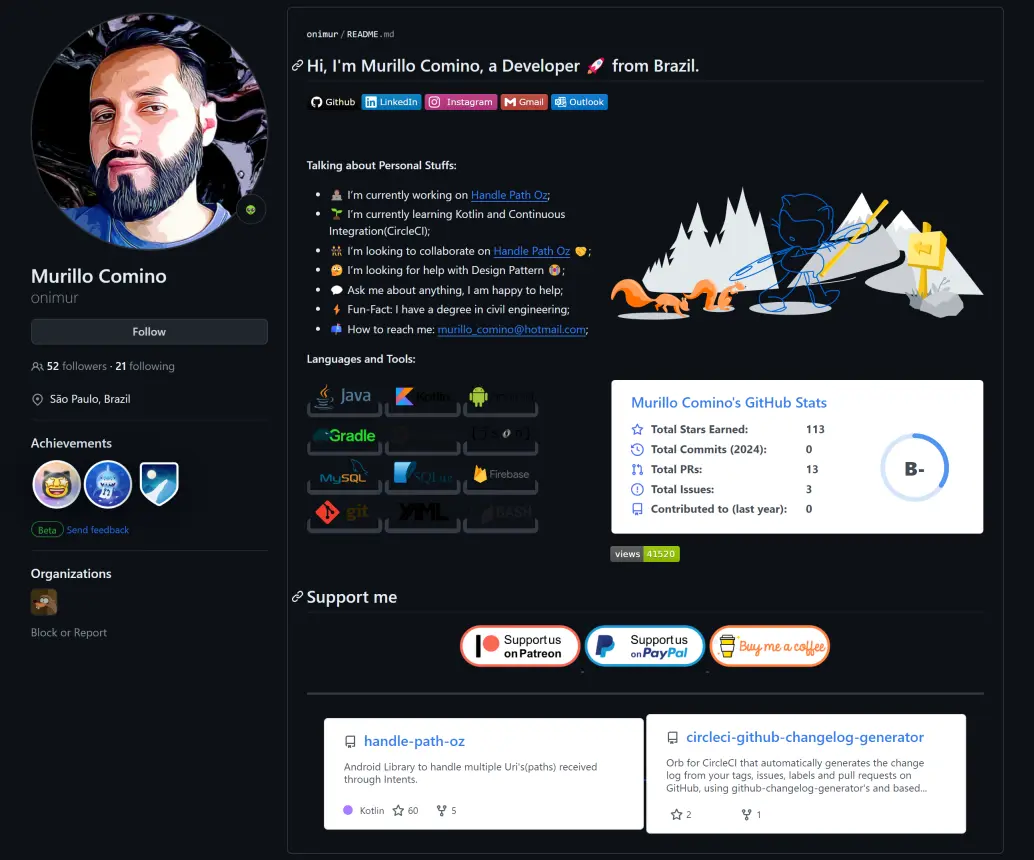 Murillo Comino
onimur
Follow
52 followers · 21 following
São Paulo, Brazil
Achievements
Beta Send feedback
Organizations
Block or Report
onimur/README.md
Hi, I'm Murillo Comino, a Developer 🚀 from Brazil.
Github LinkedIn Instagram Gmail Outlook
Talking about Personal Stuffs:
I'm currently working on Handle Path Oz;
I'm currently learning Kotlin and Continuous
Integration(CircleCI);
I'm looking to collaborate on Handle Path Oz 🤝;
I'm looking for help with Design Pattern 🍩;
Ask me about anything, I am happy to help;
Fun-Fact: I have a degree in civil engineering;
How to reach me: murillo_comino@hotmail.com;
Languages and Tools:
Java Kotlin
Gradle
MySQL SQLite Firebase
git YAML BASH
Murillo Comino's GitHub Stats
Total Stars Earned: 113
Total Commits (2024): 0
Total PRs: 13
Total Issues: 3
Contributed to (last year): 0
B-
views 41520
Support me
Support us
on Patreon
Support us
on PayPal
Buy me a coffee
handle-path-oz
Android Library to handle multiple Uri's(paths) received
through Intents.
Kotlin 60 5
circleci-github-changelog-generator
Orb for CircleCI that automatically generates the change
log from your tags, issues, labels and pull requests on
GitHub, using github-changelog-generator's and based...
2 1